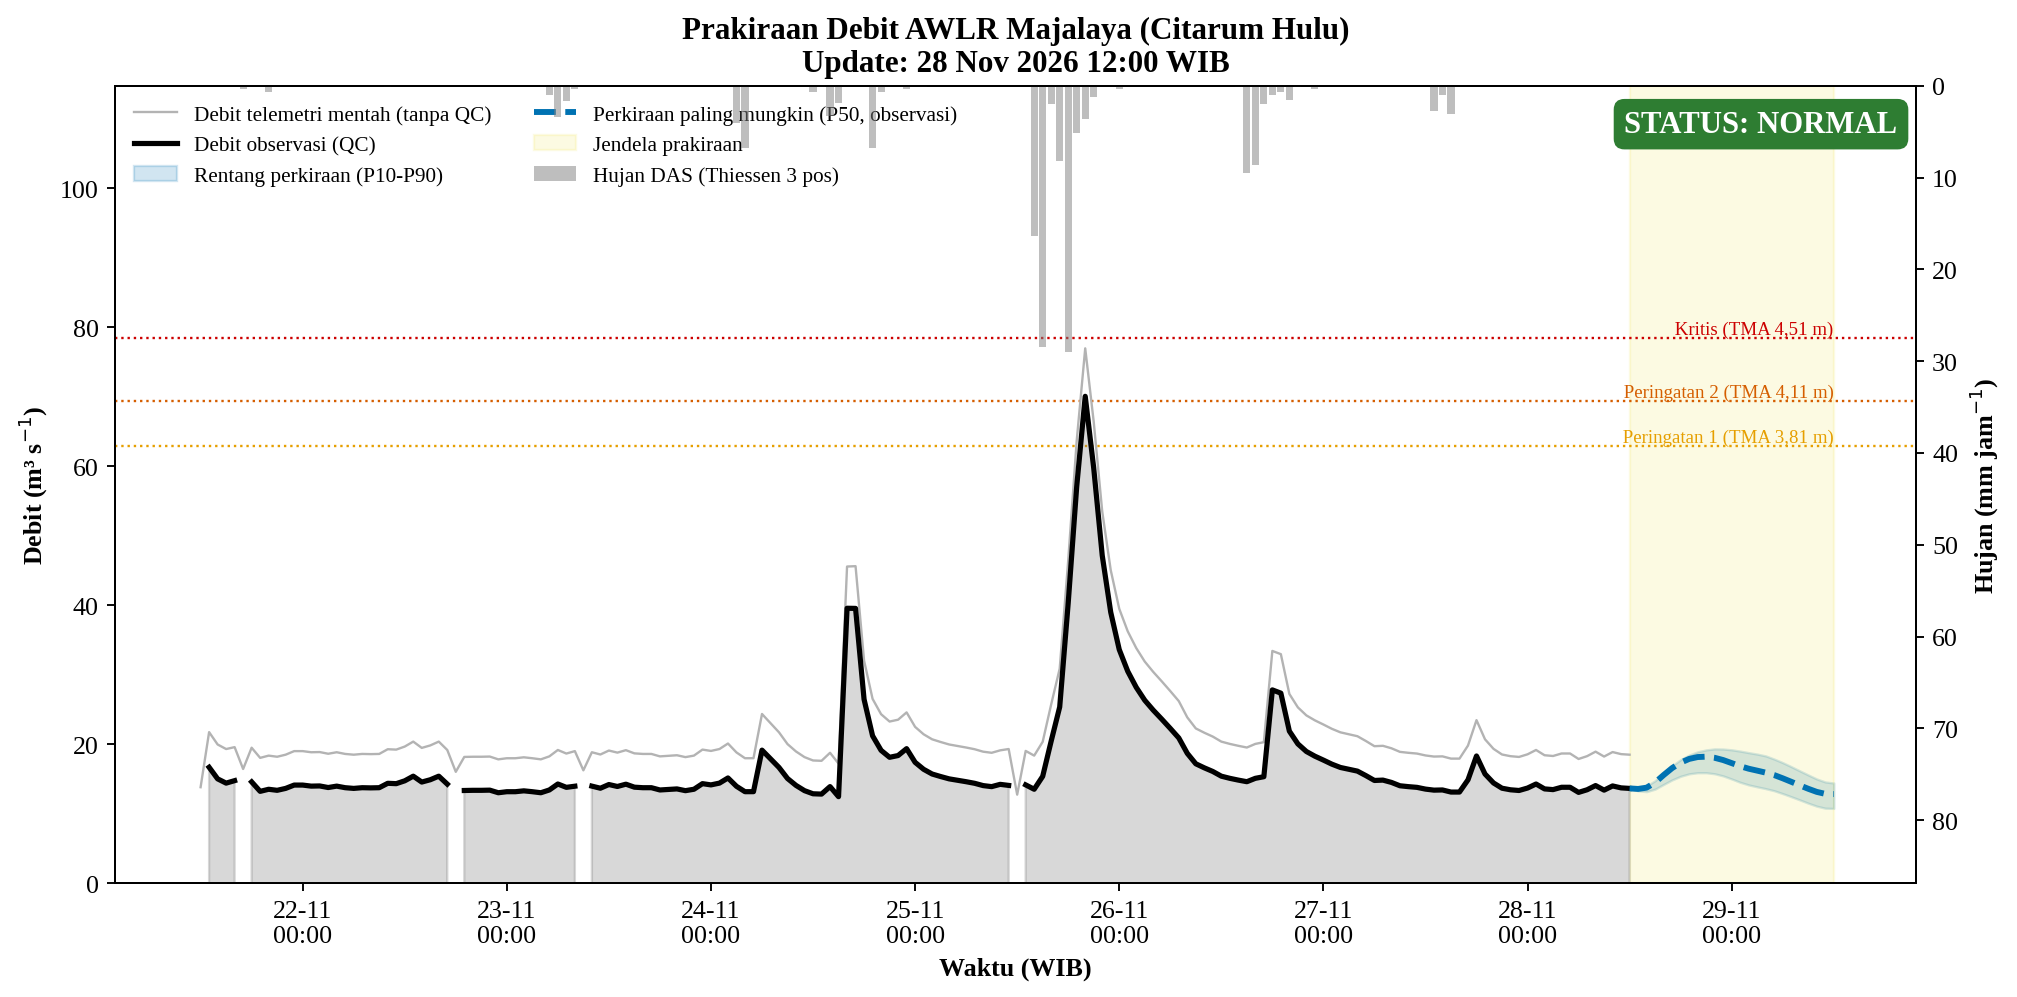 Prakiraan Debit AWLR Majalaya (Citarum Hulu)
Update: 28 Nov 2026 12:00 WIB
Debit telemetri mentah (tanpa QC)
Debit observasi (QC)
Rentang perkiraan (P10-P90)
Perkiraan paling mungkin (P50, observasi)
Jendela prakiraan
Hujan DAS (Thiessen 3 pos)
STATUS: NORMAL
Kritis (TMA 4,51 m)
Peringatan 2 (TMA 4,11 m)
Peringatan 1 (TMA 3,81 m)
Debit (m³ s⁻¹)
100
80
60
40
20
0
Hujan (mm jam⁻¹)
0
10
20
30
40
50
60
70
80
22-11
00:00
23-11
00:00
24-11
00:00
25-11
00:00
26-11
00:00
27-11
00:00
28-11
00:00
29-11
00:00
Waktu (WIB)